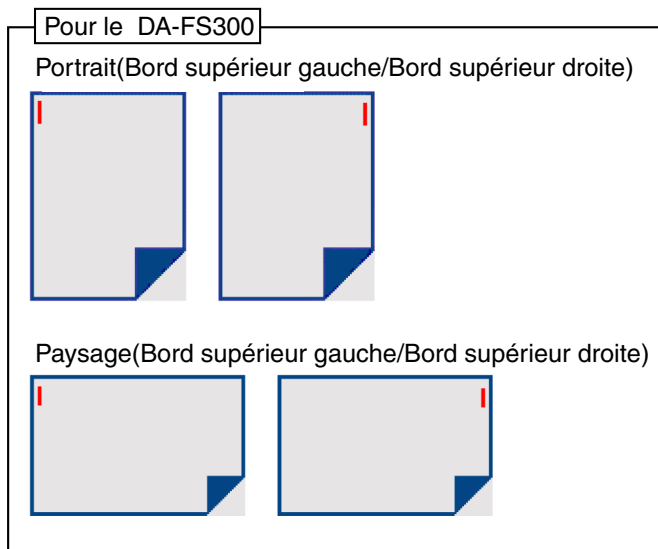 Pour le DA-FS300
Portrait(Bord supérieur gauche/Bord supérieur droite)
Paysage(Bord supérieur gauche/Bord supérieur droite)